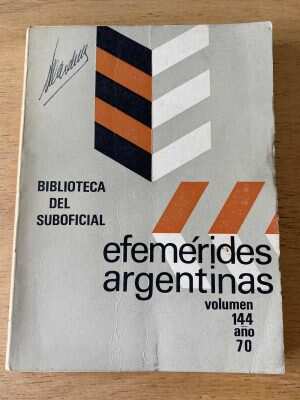 BIBLIOTECA
DEL
SUBOFICIAL
efemérides
argentinas
volumen
144
año
70